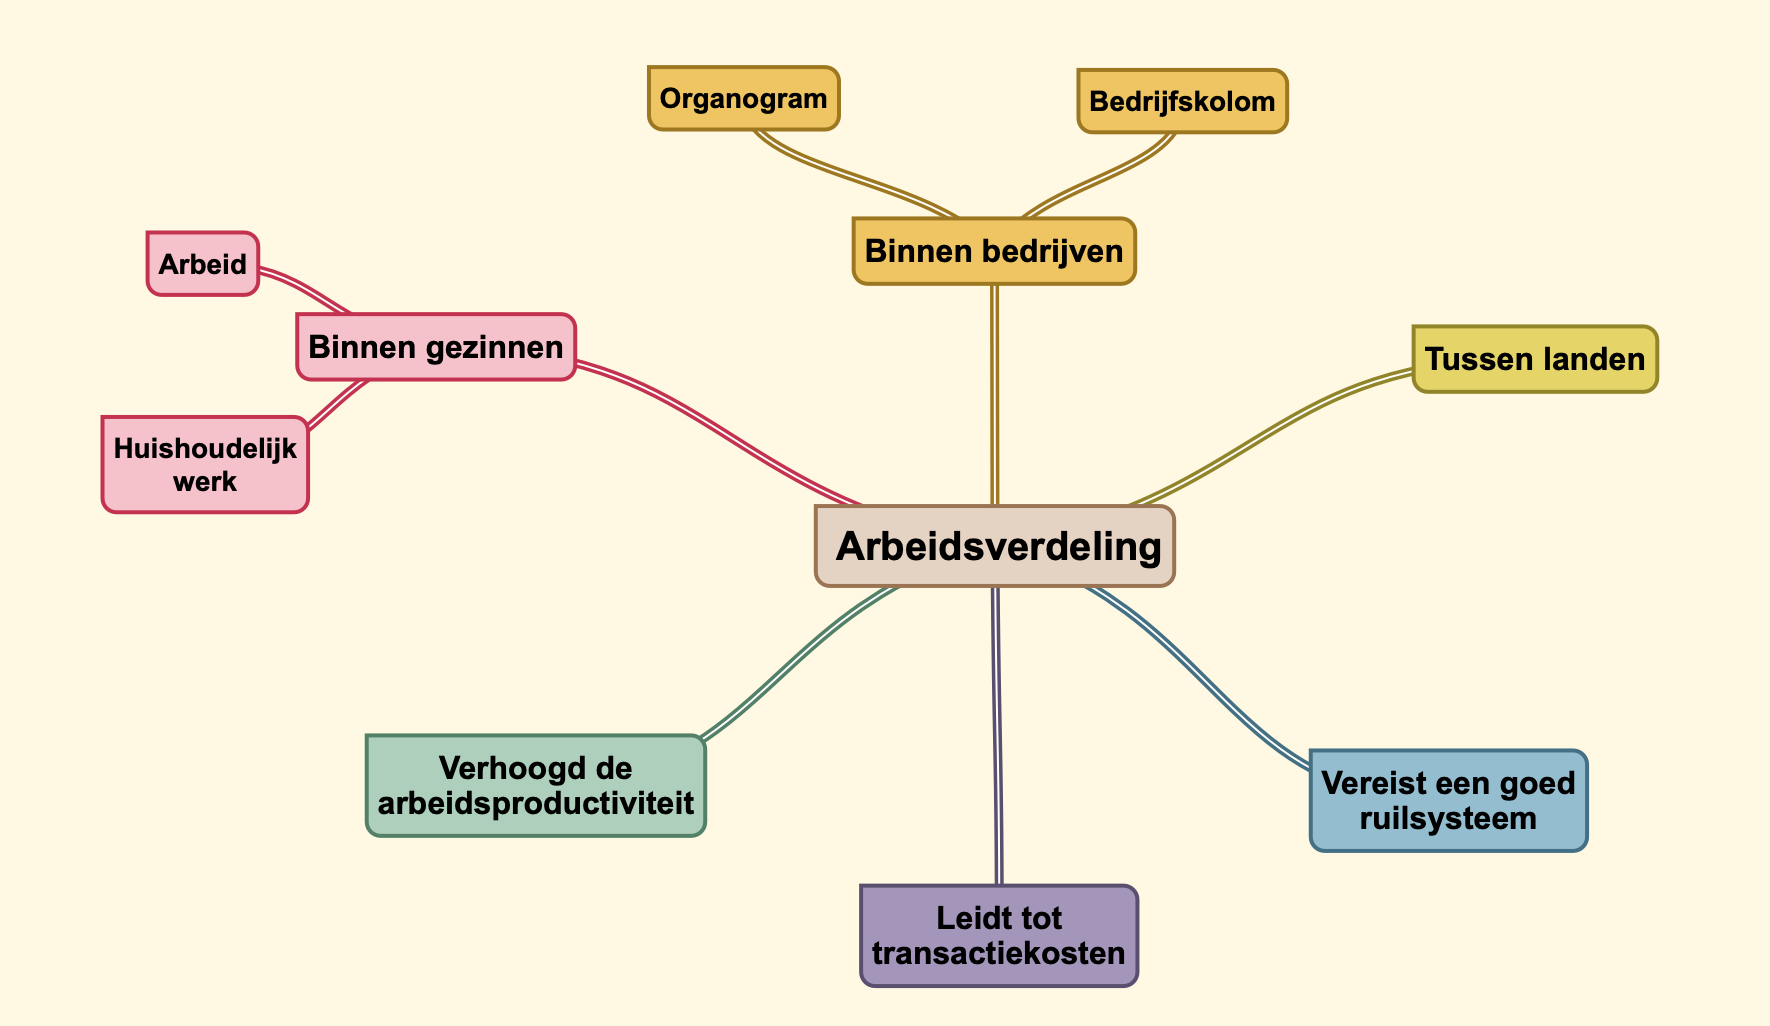 Organogram
Bedrijfskolom
Binnen bedrijven
Arbeid
Binnen gezinnen
Huishoudelijk
werk
Tussen landen
Arbeidsverdeling
Verhoogd de
arbeidsproductiviteit
Vereist een goed
ruilsysteem
Leidt tot
transactiekosten